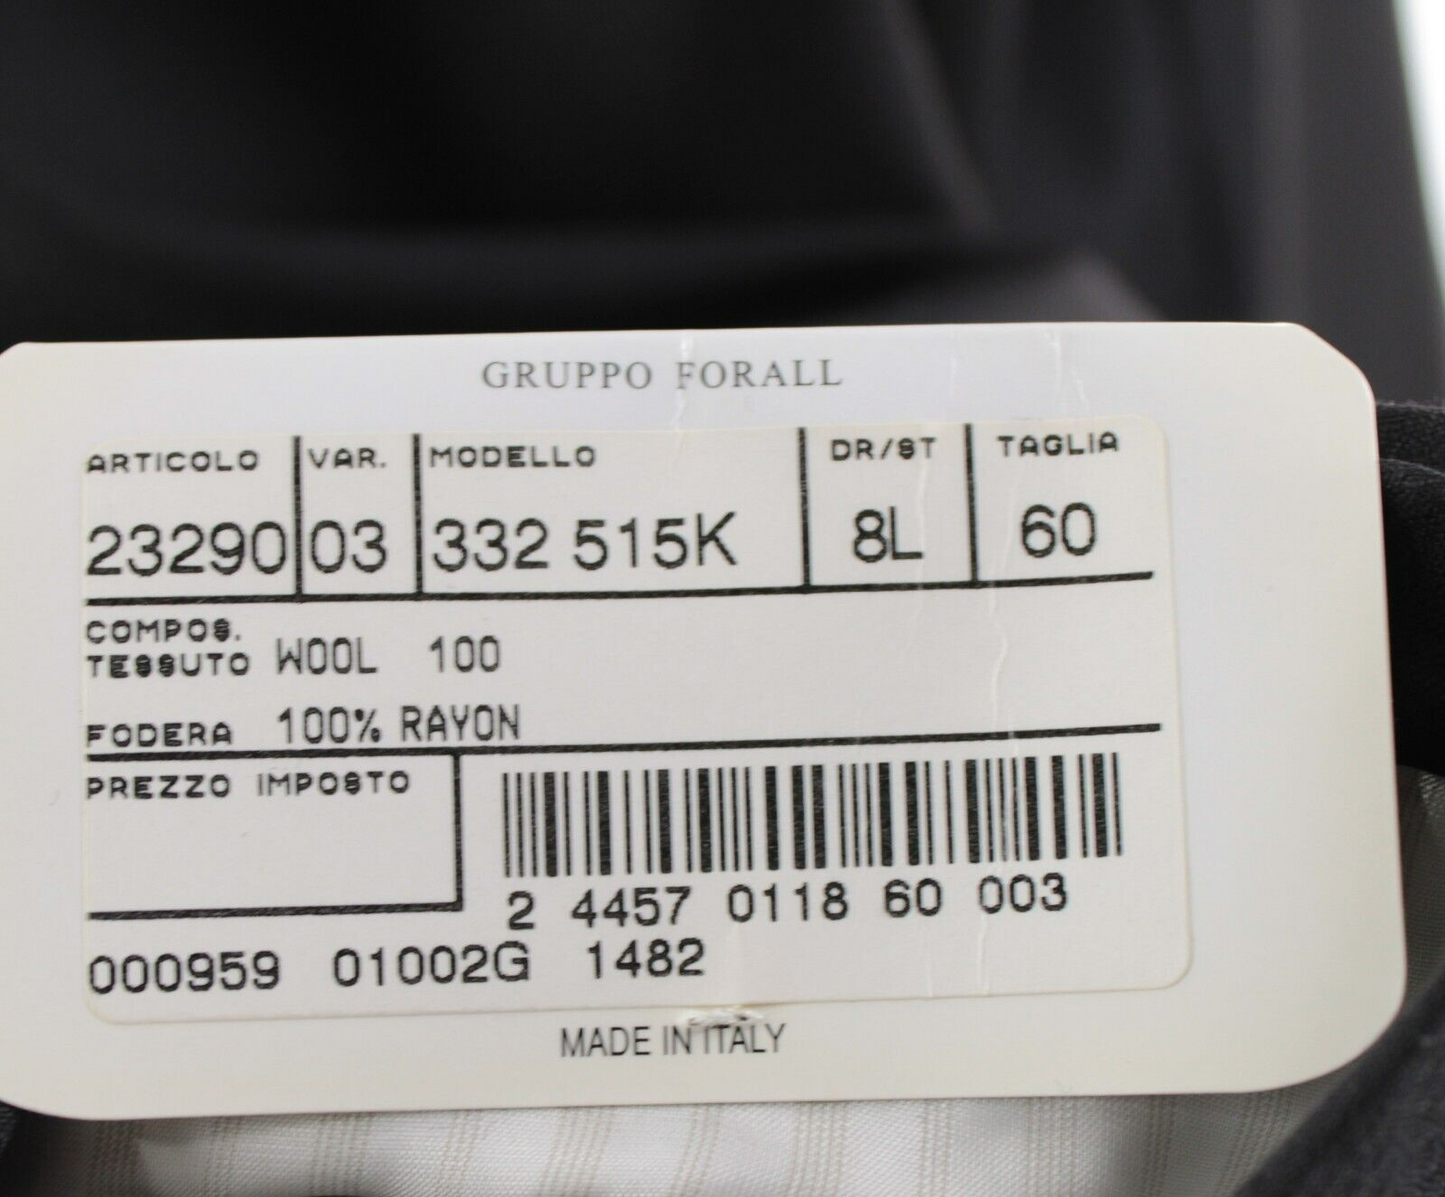 GRUPPO FORALL
ARTICOLO VAR. MODELLO DR/ST TAGLIA
23290 03 332 515K 8L 60
COMPOS.
TESSUTO WOOL 100
FODERA 100% RAYON
PREZZO IMPOSTO
2 4457 0118 60 003
000959 01002G 1482
MADE IN ITALY